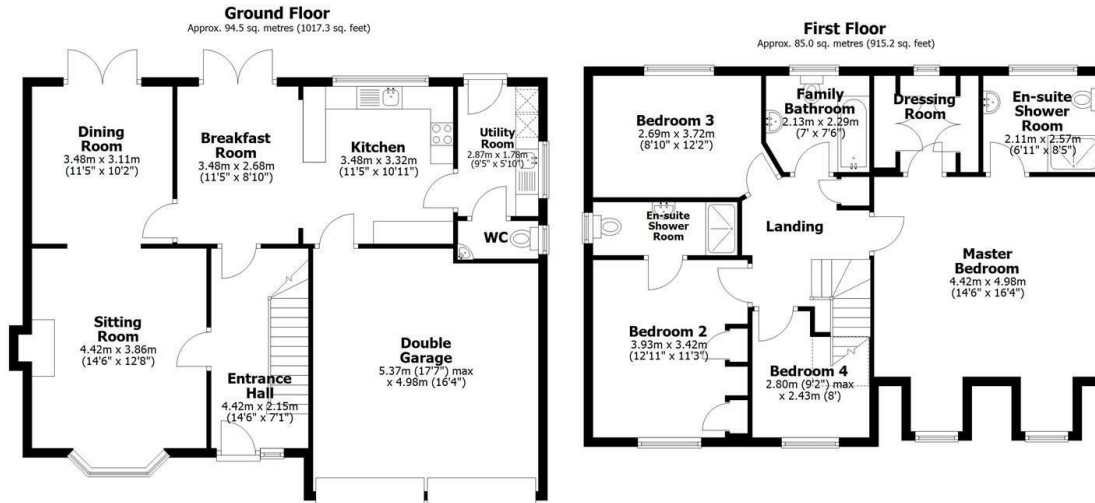 Ground Floor
Approx. 94.5 sq. metres (1017.3 sq. feet)
Dining
Room
3.48m x 3.11m
(11'5" x 10'2")
Breakfast
Room
3.48m x 2.68m
(11'5" x 8'10")
Kitchen
3.48m x 3.32m
(11'5" x 10'11")
Utility
Room
2.87m x 1.78m
(9'5" x 5'10")
WC
Sitting
Room
4.42m x 3.86m
(14'6" x 12'8")
Entrance
Hall
4.42m x 2.15m
(14'6" x 7'1")
Double
Garage
5.37m (17'7") max
x 4.98m (16'4")
First Floor
Approx. 85.0 sq. metres (915.2 sq. feet)
Bedroom 3
2.69m x 3.72m
(8'10" x 12'2")
Family
Bathroom
2.13m x 2.29m
(7' x 7'6")
Dressing
Room
En-suite
Shower
Room
2.11m x 2.57m
(6'11" x 8'5")
En-suite
Shower
Room
Landing
Master
Bedroom
4.42m x 4.98m
(14'6" x 16'4")
Bedroom 2
3.93m x 3.42m
(12'11" x 11'3")
Bedroom 4
2.80m (9'2") max
x 2.43m (8')